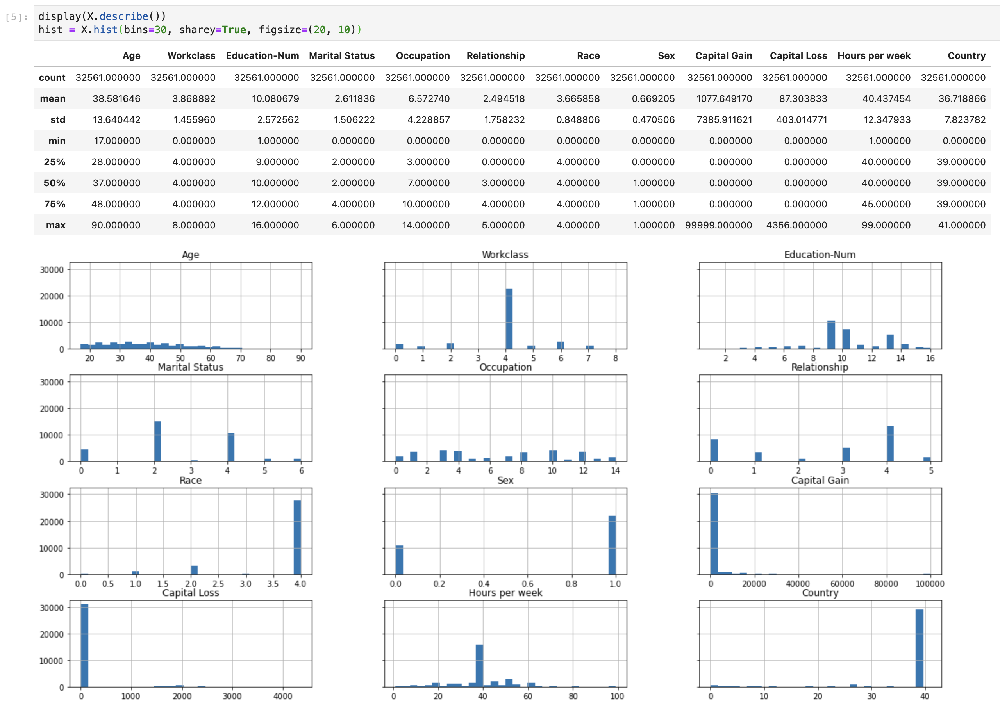 [5]: display(X.describe())
hist = X.hist(bins=30, sharey=True, figsize=(20, 10))
Age Workclass Education-Num Marital Status Occupation Relationship Race Sex Capital Gain Capital Loss Hours per week Country
count 32561.000000 32561.000000 32561.000000 32561.000000 32561.000000 32561.000000 32561.000000 32561.000000 32561.000000 32561.000000 32561.000000 32561.000000
mean 38.581646 3.868892 10.080679 2.611836 6.572740 2.494518 3.665858 0.669205 1077.649170 87.303833 40.437454 36.718866
std 13.640442 1.455960 2.572562 1.506222 4.228857 1.758232 0.848806 0.470506 7385.911621 403.014771 12.347933 7.823782
min 17.000000 0.000000 1.000000 0.000000 0.000000 0.000000 0.000000 0.000000 0.000000 0.000000 1.000000 0.000000
25% 28.000000 4.000000 9.000000 2.000000 3.000000 0.000000 4.000000 0.000000 0.000000 0.000000 40.000000 39.000000
50% 37.000000 4.000000 10.000000 2.000000 7.000000 3.000000 4.000000 1.000000 0.000000 0.000000 40.000000 39.000000
75% 48.000000 4.000000 12.000000 4.000000 10.000000 4.000000 4.000000 1.000000 0.000000 0.000000 45.000000 39.000000
max 90.000000 8.000000 16.000000 6.000000 14.000000 5.000000 4.000000 1.000000 99999.000000 4356.000000 99.000000 41.000000
Age Workclass Education-Num
30000
20000
10000
0
20 30 40 50 60 70 80 90 0 1 2 3 4 5 6 7 8 2 4 6 8 10 12 14 16
Marital Status Occupation Relationship
30000
20000
10000
0
0 1 2 3 4 5 6 0 2 4 6 8 10 12 14 0 1 2 3 4 5
Race Sex Capital Gain
30000
20000
10000
0
0.0 0.5 1.0 1.5 2.0 2.5 3.0 3.5 4.0 0.0 0.2 0.4 0.6 0.8 1.0 0 20000 40000 60000 80000 100000
Capital Loss Hours per week Country
30000
20000
10000
0
0 1000 2000 3000 4000 0 20 40 60 80 100 0 10 20 30 40